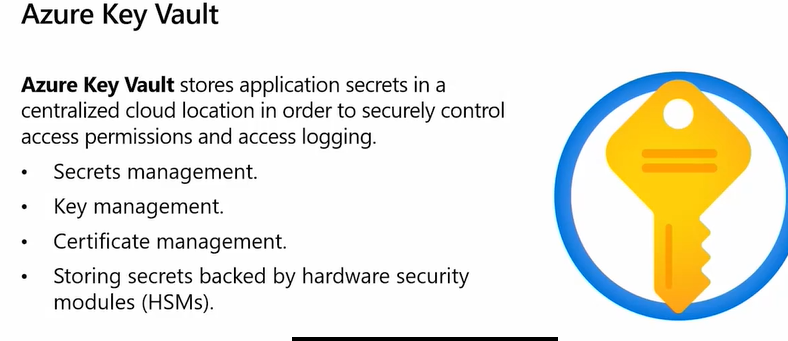 Azure Key Vault
Azure Key Vault stores application secrets in a
centralized cloud location in order to securely control
access permissions and access logging.
• Secrets management.
• Key management.
• Certificate management.
• Storing secrets backed by hardware security
modules (HSMs).